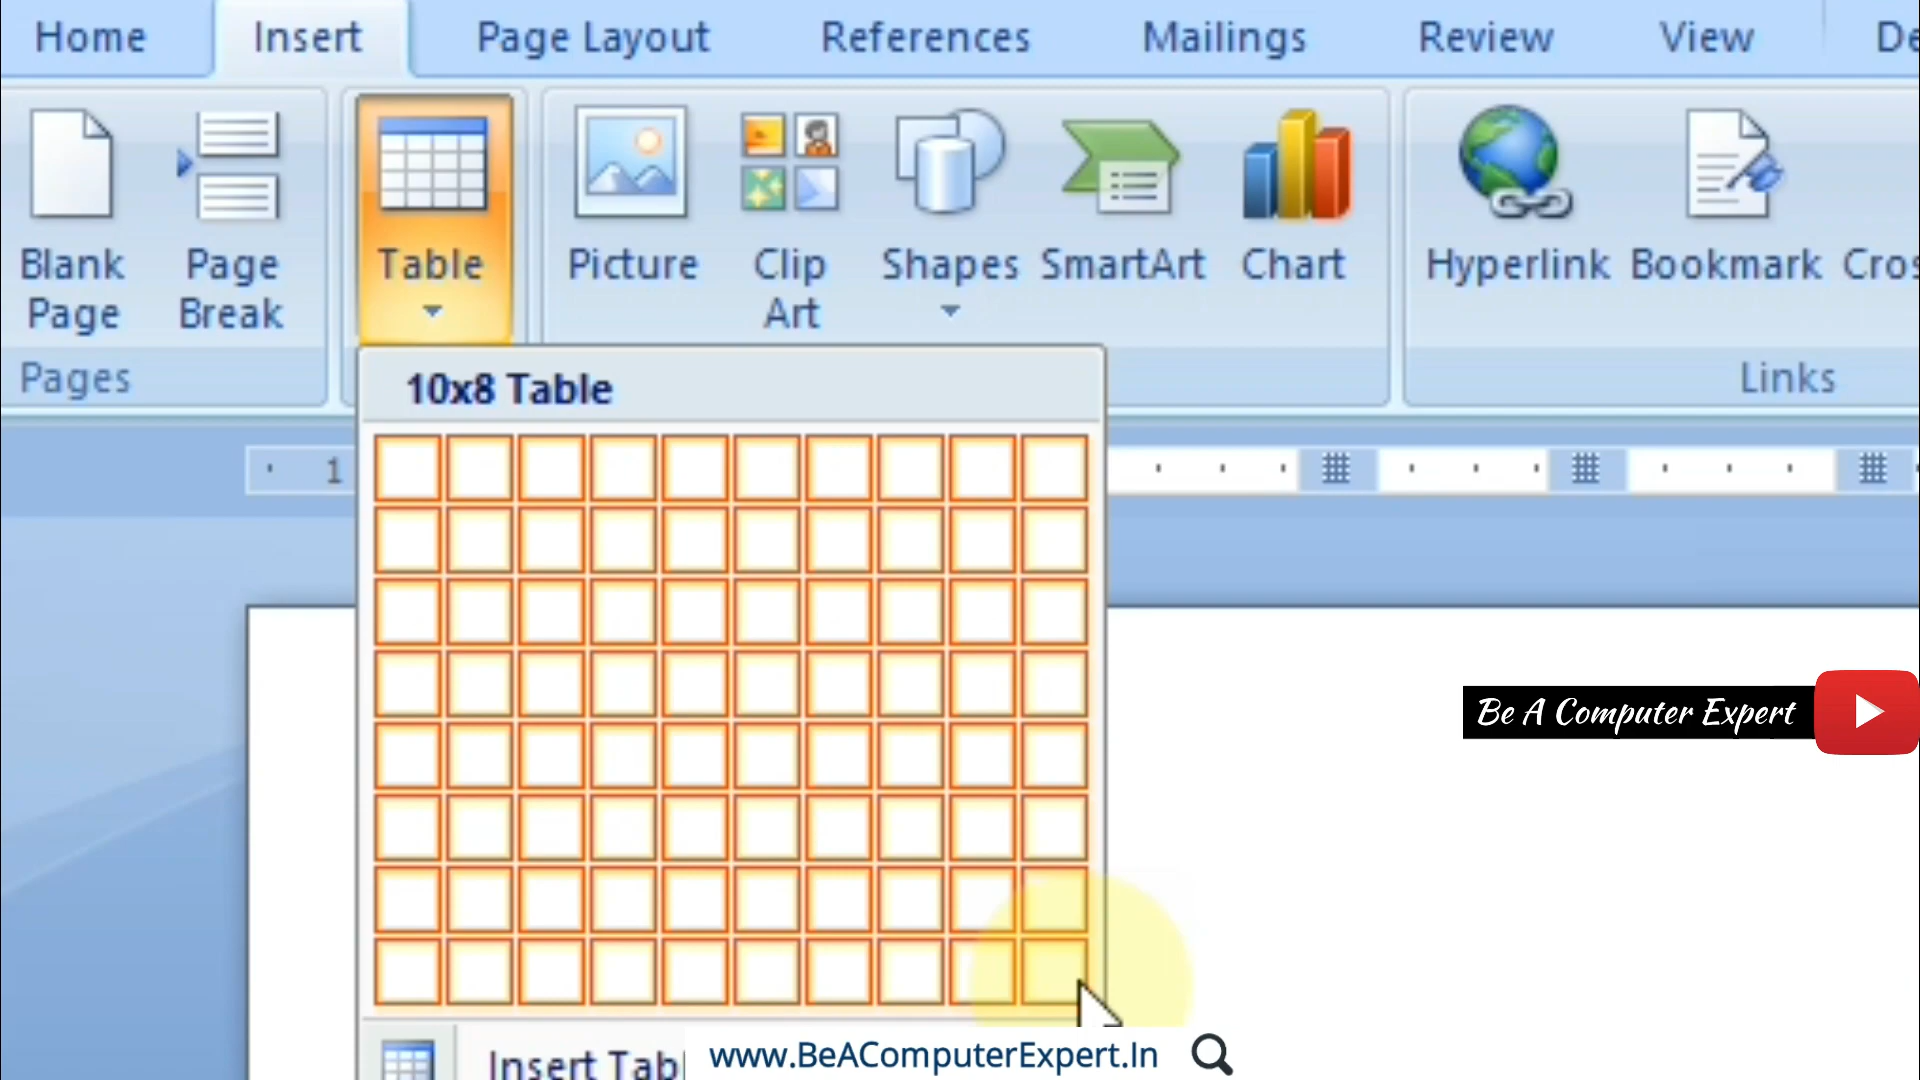 Home Insert Page Layout References Mailings Review View
Blank Page
Page Break
Table
Picture
Clip Art
Shapes
SmartArt
Chart
Hyperlink
Bookmark
Pages
Links
10x8 Table
1
Be A Computer Expert
Insert
www.BeAComputerExpert.In